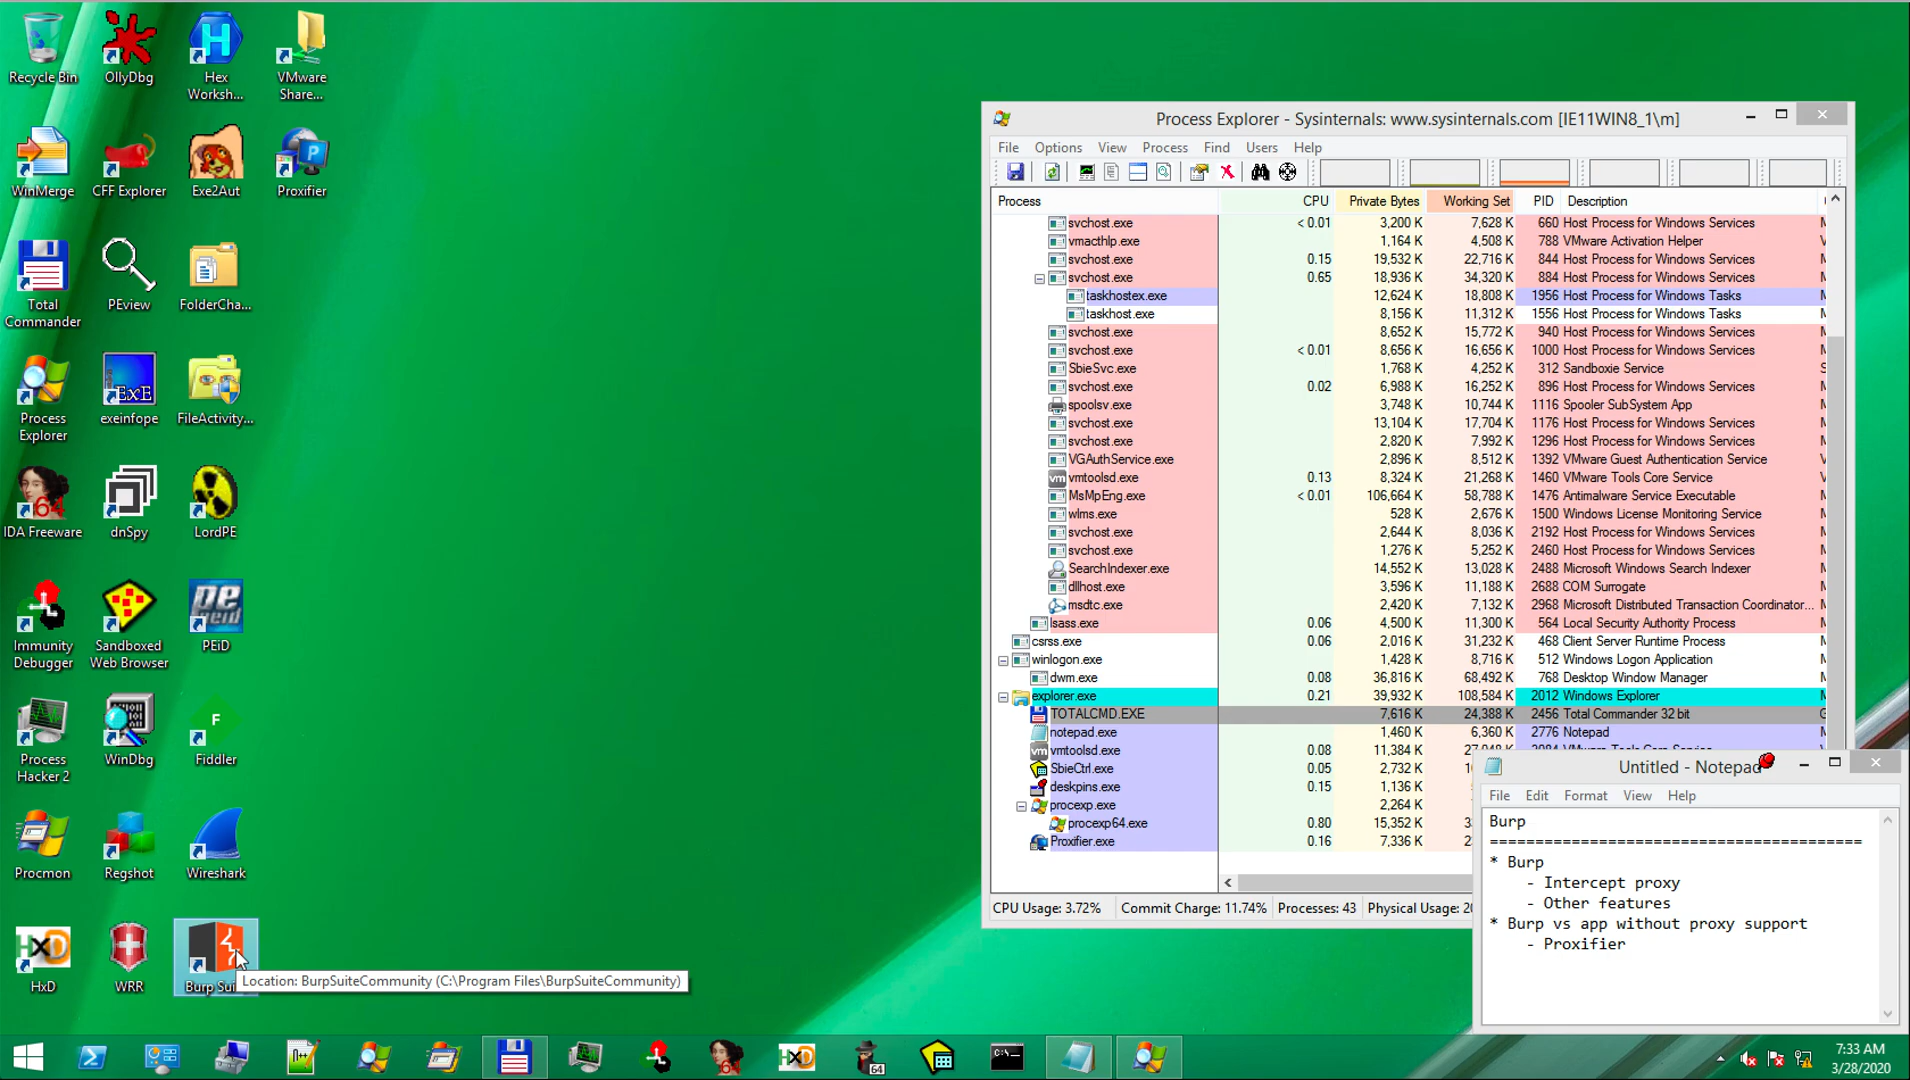 Recycle Bin
OllyDbg
Hex
Worksh...
VMware
Share...
WinMerge
CFF Explorer
Exe2Aut
Proxifier
Total
Commander
PEview
FolderCha...
Process
Explorer
exeinfope
FileActivity...
IDA Freeware
dnSpy
LordPE
Immunity
Debugger
Sandboxed
Web Browser
PEiD
Process
Hacker 2
WinDbg
Fiddler
Procmon
Regshot
Wireshark
HxD
WRR
Burp Sui
Location: BurpSuiteCommunity (C:\Program Files\BurpSuiteCommunity)
Process Explorer - Sysinternals: www.sysinternals.com [IE11WIN8_1\m]
File Options View Process Find Users Help
Process CPU Private Bytes Working Set PID Description
svchost.exe < 0.01 3,200 K 7,628 K 660 Host Process for Windows Services
vmacthlp.exe 1,164 K 4,508 K 788 VMware Activation Helper
svchost.exe 0.15 19,532 K 22,716 K 844 Host Process for Windows Services
svchost.exe 0.65 18,936 K 34,320 K 884 Host Process for Windows Services
taskhostex.exe 12,624 K 18,808 K 1956 Host Process for Windows Tasks
taskhost.exe 8,156 K 11,312 K 1556 Host Process for Windows Tasks
svchost.exe 8,652 K 15,772 K 940 Host Process for Windows Services
svchost.exe < 0.01 8,656 K 16,656 K 1000 Host Process for Windows Services
SbieSvc.exe 1,768 K 4,252 K 312 Sandboxie Service
svchost.exe 0.02 6,988 K 16,252 K 896 Host Process for Windows Services
spoolsv.exe 3,748 K 10,744 K 1116 Spooler SubSystem App
svchost.exe 13,104 K 17,704 K 1176 Host Process for Windows Services
svchost.exe 2,820 K 7,992 K 1296 Host Process for Windows Services
VGAuthService.exe 2,896 K 8,512 K 1392 VMware Guest Authentication Service
vmtoolsd.exe 0.13 8,324 K 21,268 K 1460 VMware Tools Core Service
MsMpEng.exe < 0.01 106,664 K 58,788 K 1476 Antimalware Service Executable
wlms.exe 528 K 2,676 K 1500 Windows License Monitoring Service
svchost.exe 2,644 K 8,036 K 2192 Host Process for Windows Services
svchost.exe 1,276 K 5,252 K 2460 Host Process for Windows Services
SearchIndexer.exe 14,552 K 13,028 K 2488 Microsoft Windows Search Indexer
dllhost.exe 3,596 K 11,188 K 2688 COM Surrogate
msdtc.exe 2,420 K 7,132 K 2968 Microsoft Distributed Transaction Coordinator...
lsass.exe 0.06 4,500 K 11,300 K 564 Local Security Authority Process
csrss.exe 0.06 2,016 K 31,232 K 468 Client Server Runtime Process
winlogon.exe 1,428 K 8,716 K 512 Windows Logon Application
dwm.exe 0.08 36,816 K 68,492 K 768 Desktop Window Manager
explorer.exe 0.21 39,932 K 108,584 K 2012 Windows Explorer
TOTALCMD.EXE 7,616 K 24,388 K 2456 Total Commander 32 bit
notepad.exe 1,460 K 6,360 K 2776 Notepad
vmtoolsd.exe 0.08 11,384 K
SbieCtrl.exe 0.05 2,732 K
deskpins.exe 0.15 1,136 K
procexp.exe 2,264 K
procexp64.exe 0.80 15,352 K
Proxifier.exe 0.16 7,336 K
CPU Usage: 3.72% Commit Charge: 11.74% Processes: 43 Physical Usage:
Untitled - Notepad
File Edit Format View Help
Burp
=========================================
* Burp
- Intercept proxy
- Other features
* Burp vs app without proxy support
- Proxifier
7:33 AM
3/28/2020